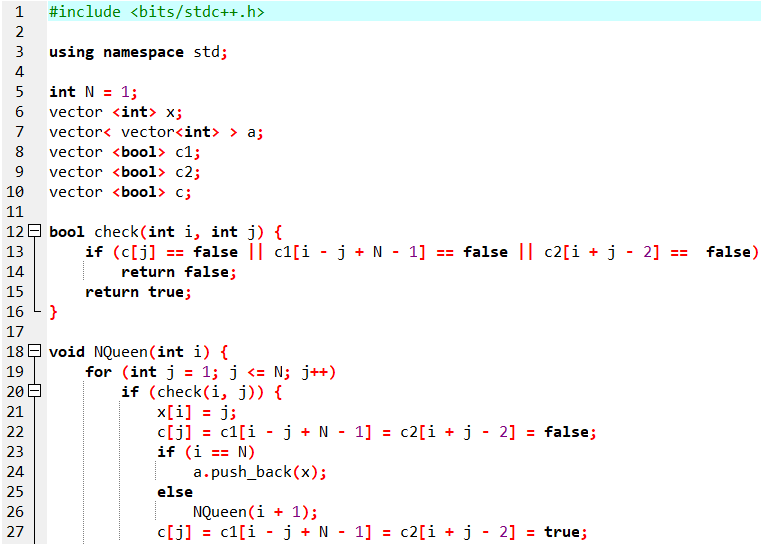 1 #include <bits/stdc++.h>
2
3 using namespace std;
4
5 int N = 1;
6 vector <int> x;
7 vector< vector<int> > a;
8 vector <bool> c1;
9 vector <bool> c2;
10 vector <bool> c;
11
12 bool check(int i, int j) {
13     if (c[j] == false || c1[i - j + N - 1] == false || c2[i + j - 2] ==  false)
14         return false;
15     return true;
16 }
17
18 void NQueen(int i) {
19     for (int j = 1; j <= N; j++)
20         if (check(i, j)) {
21             x[i] = j;
22             c[j] = c1[i - j + N - 1] = c2[i + j - 2] = false;
23             if (i == N)
24                 a.push_back(x);
25             else
26                 NQueen(i + 1);
27             c[j] = c1[i - j + N - 1] = c2[i + j - 2] = true;